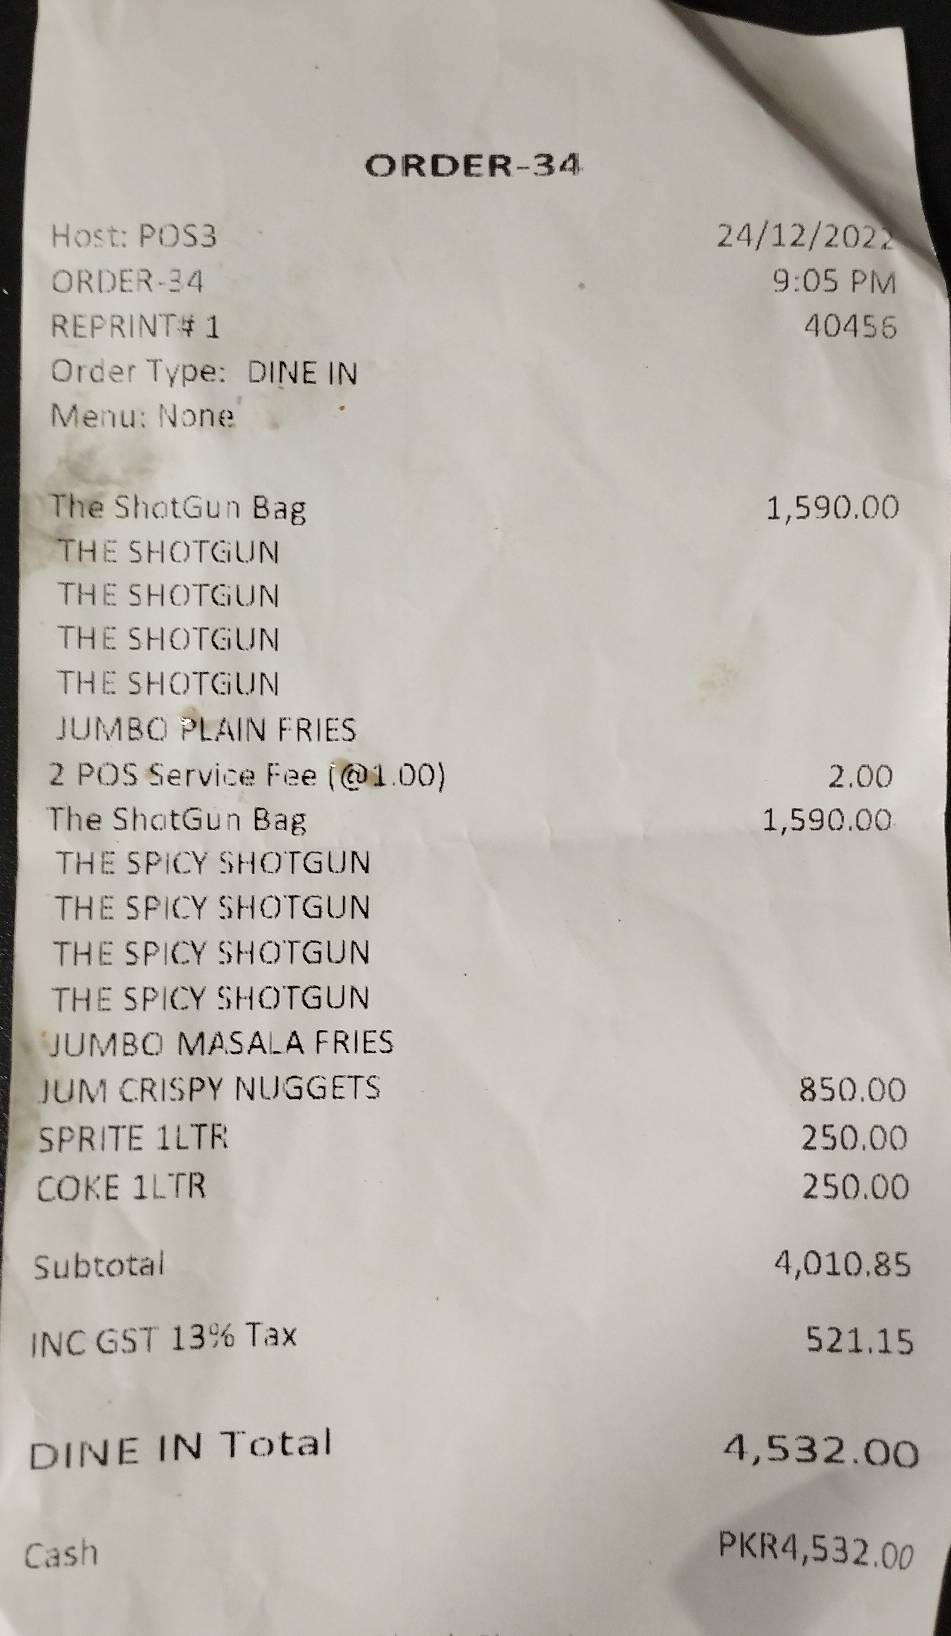 ORDER-34
Host: POS3 24/12/2022
ORDER-34 9:05 PM
REPRINT# 1 40456
Order Type: DINE IN
Menu: None
The ShotGun Bag 1,590.00
THE SHOTGUN
THE SHOTGUN
THE SHOTGUN
THE SHOTGUN
JUMBO PLAIN FRIES
2 POS Service Fee (@1.00) 2.00
The ShotGun Bag 1,590.00
THE SPICY SHOTGUN
THE SPICY SHOTGUN
THE SPICY SHOTGUN
THE SPICY SHOTGUN
JUMBO MASALA FRIES
JUM CRISPY NUGGETS 850.00
SPRITE 1LTR 250.00
COKE 1LTR 250.00
Subtotal 4,010.85
INC GST 13% Tax 521.15
DINE IN Total 4,532.00
Cash PKR4,532.00